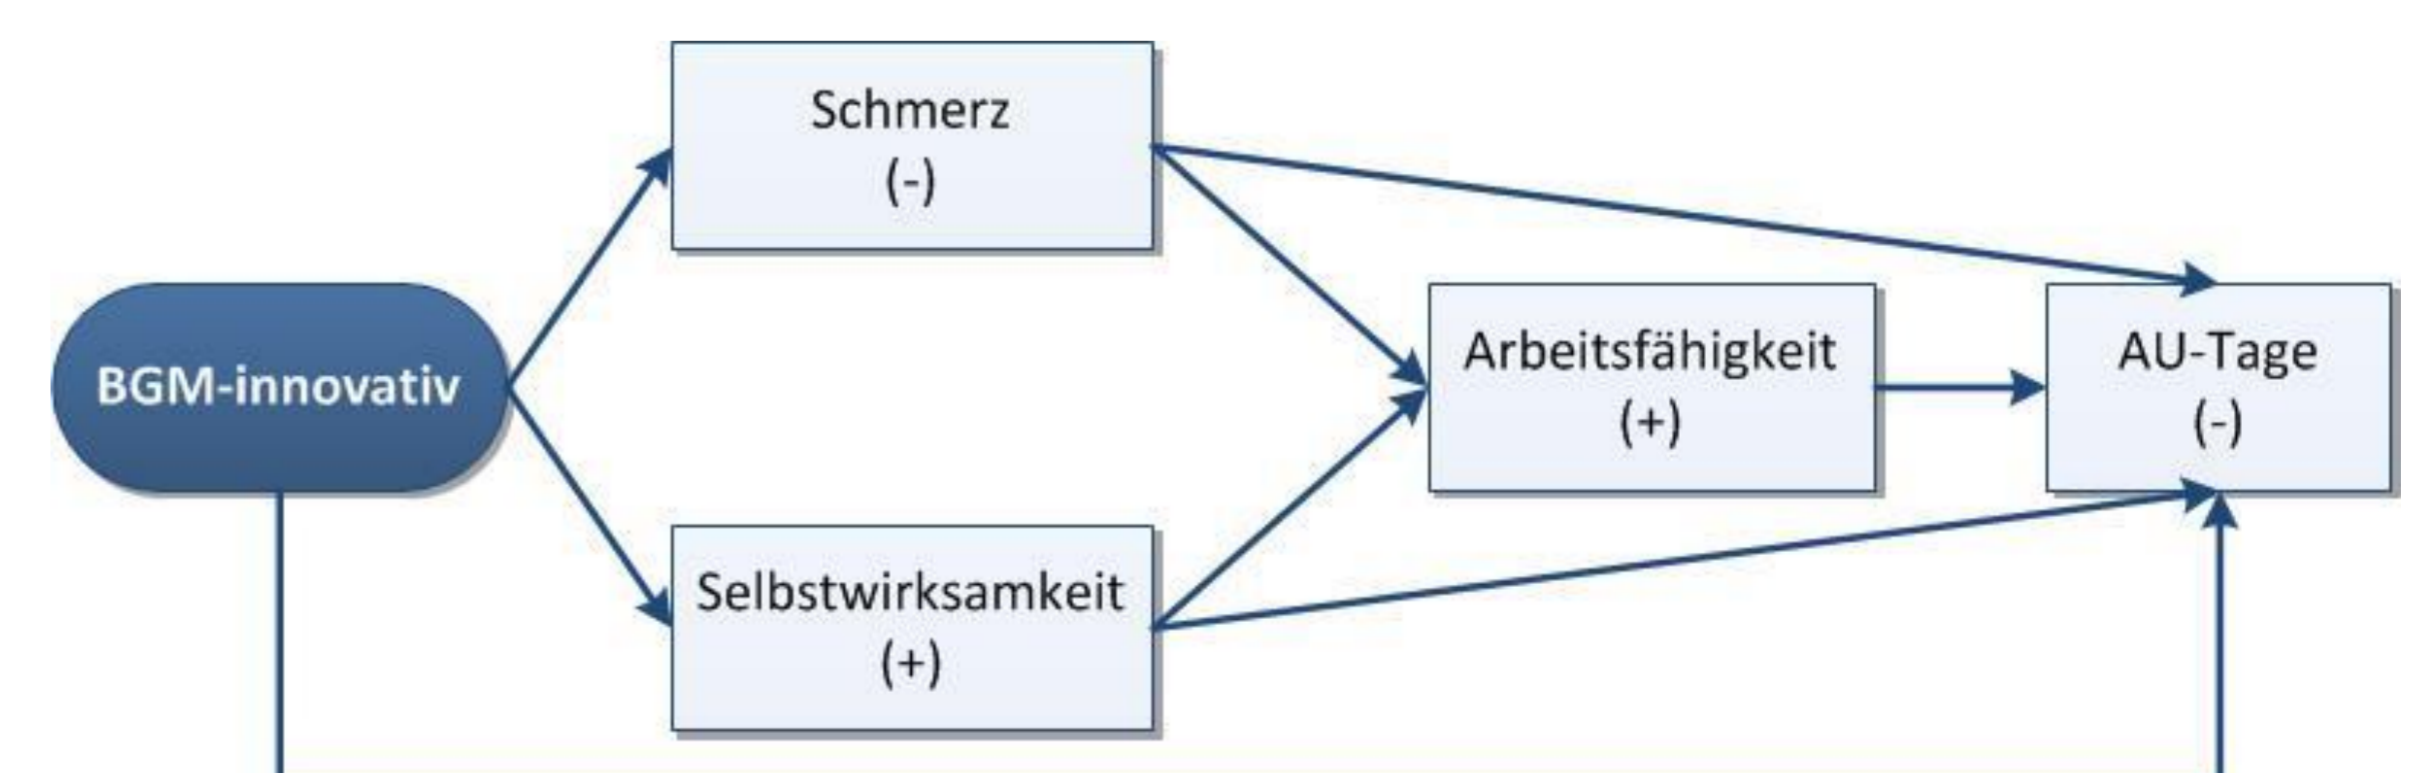 Schmerz
(-)
BGM-innovativ
Arbeitsfähigkeit
(+)
AU-Tage
(-)
Selbstwirksamkeit
(+)